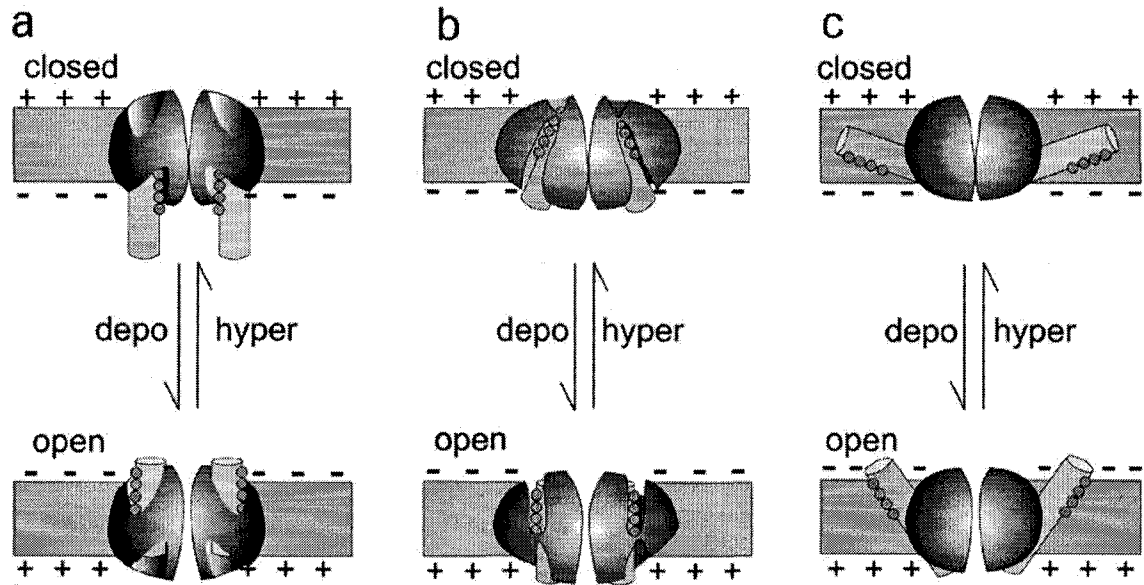 a
closed
+ + + + + +
- - - - - -
depo hyper
open
- - - - - -
+ + + + + +
b
closed
+ + + + + +
- - - - - -
depo hyper
open
- - - - - -
+ + + + + +
c
closed
+ + + + + +
- - - - - -
depo hyper
open
- - - - - -
+ + + + + +